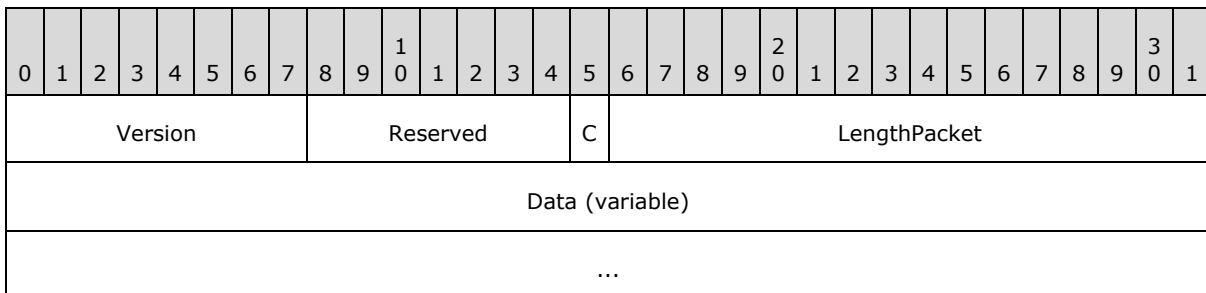 1 2 3
0 1 2 3 4 5 6 7 8 9 0 1 2 3 4 5 6 7 8 9 0 1 2 3 4 5 6 7 8 9 0 1
Version Reserved C LengthPacket
Data (variable)
...